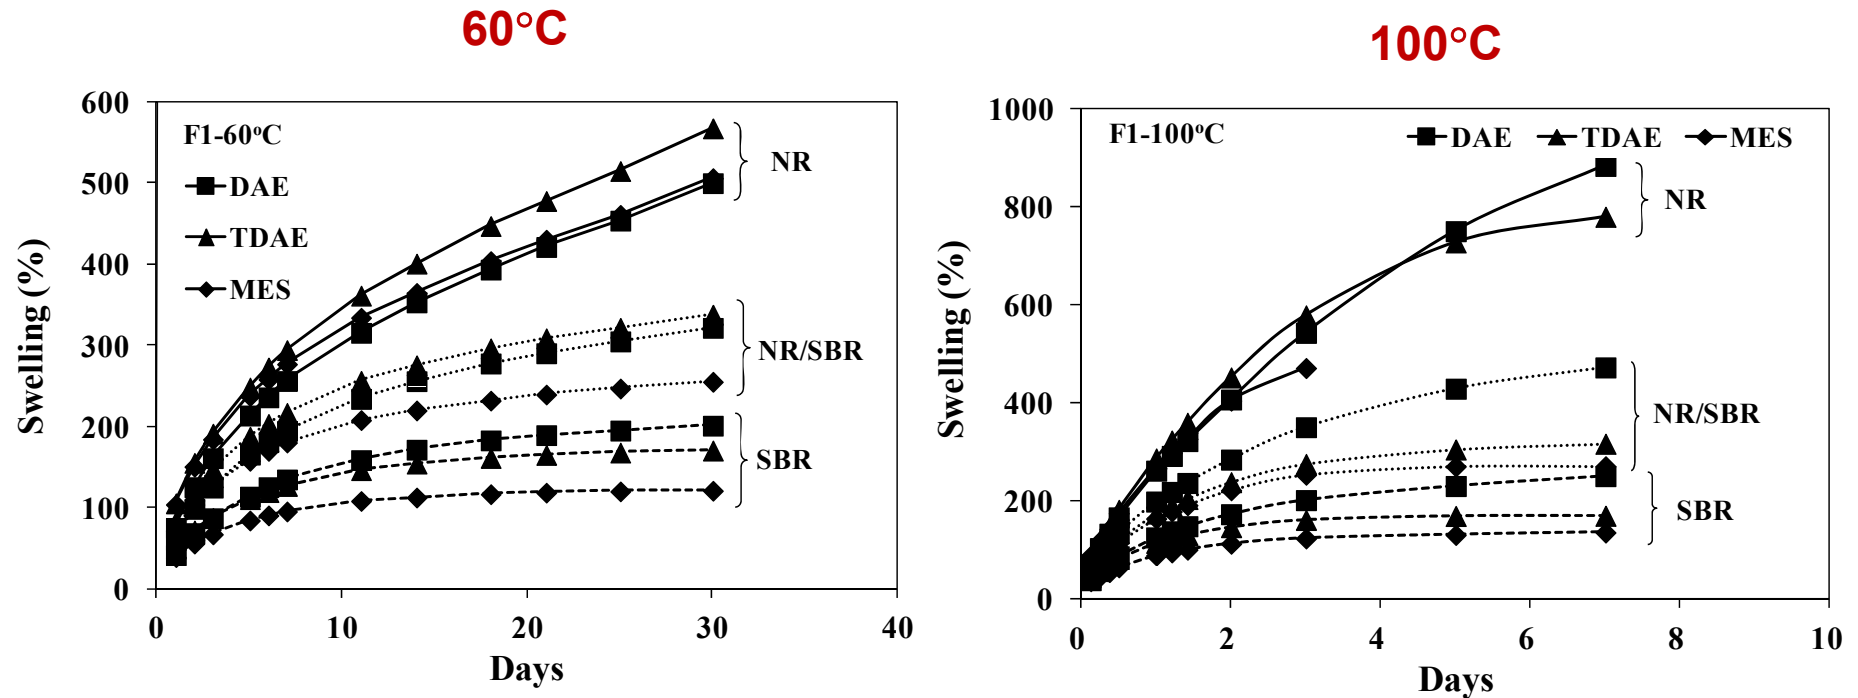 60°C
600
500
400
300
200
100
0
0
10
20
30
40
Swelling (%)
Days
F1-60°C
DAE
TDAE
MES
NR
NR/SBR
SBR
100°C
1000
800
600
400
200
0
0
2
4
6
8
10
Swelling (%)
Days
F1-100°C
DAE TDAE MES
NR
NR/SBR
SBR